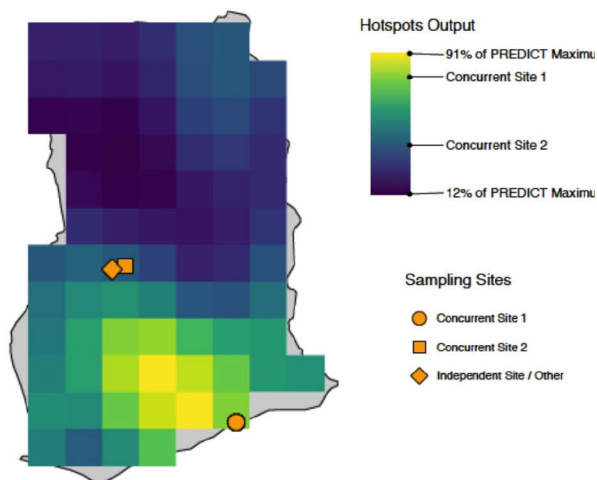 Hotspots Output
91% of PREDICT Maximu
Concurrent Site 1
Concurrent Site 2
12% of PREDICT Maximu
Sampling Sites
Concurrent Site 1
Concurrent Site 2
Independent Site / Other